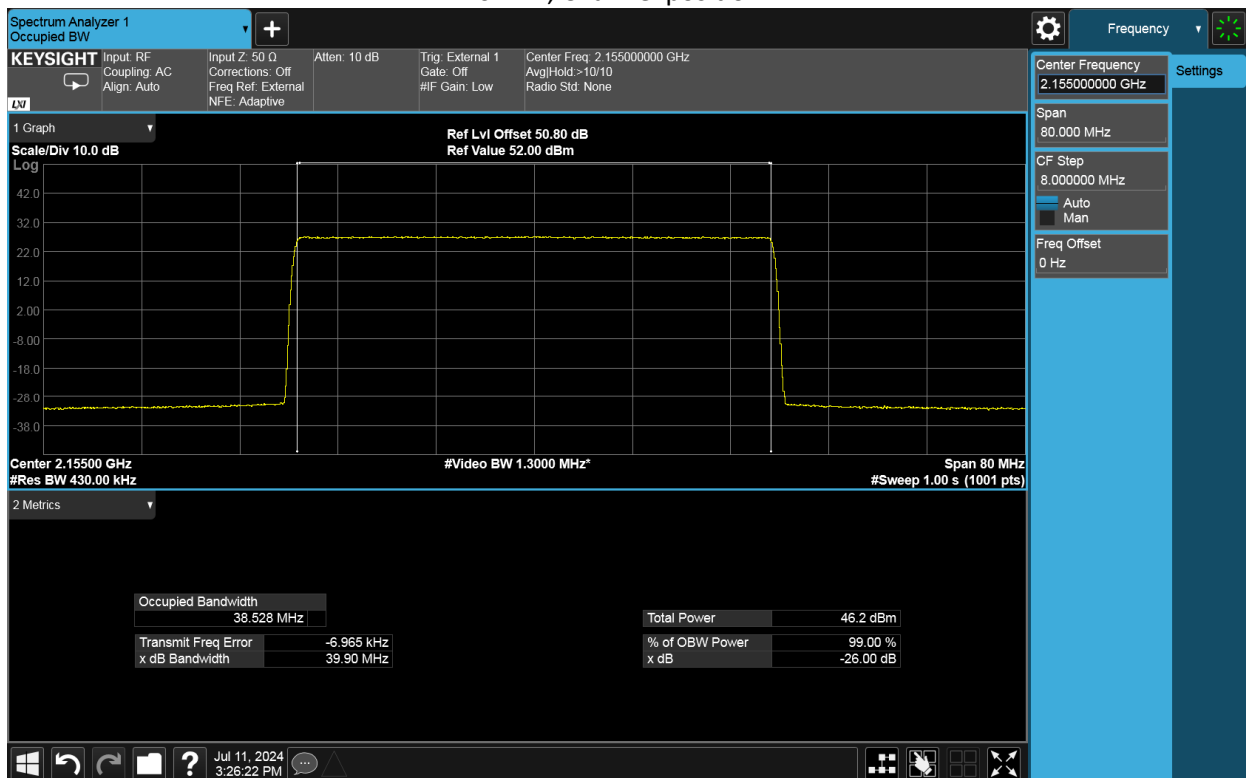 Spectrum Analyzer 1
Occupied BW
Frequency
KEYSIGHT
LXI
Input: RF
Coupling: AC
Align: Auto
Input Z: 50 Ω
Corrections: Off
Freq Ref: External
NFE: Adaptive
Atten: 10 dB
Trig: External 1
Gate: Off
#IF Gain: Low
Center Freq: 2.155000000 GHz
Avg|Hold:>10/10
Radio Std: None
Center Frequency
2.155000000 GHz
Settings
Span
80.000 MHz
CF Step
8.000000 MHz
Auto
Man
Freq Offset
0 Hz
1 Graph
Scale/Div 10.0 dB
Ref Lvl Offset 50.80 dB
Ref Value 52.00 dBm
Log
42.0
32.0
22.0
12.0
2.00
-8.00
-18.0
-28.0
-38.0
Center 2.15500 GHz
#Video BW 1.3000 MHz*
Span 80 MHz
#Res BW 430.00 kHz
#Sweep 1.00 s (1001 pts)
2 Metrics
Occupied Bandwidth
38.528 MHz
Total Power 46.2 dBm
Transmit Freq Error -6.965 kHz
% of OBW Power 99.00 %
x dB Bandwidth 39.90 MHz
x dB -26.00 dB
?
Jul 11, 2024
3:26:22 PM